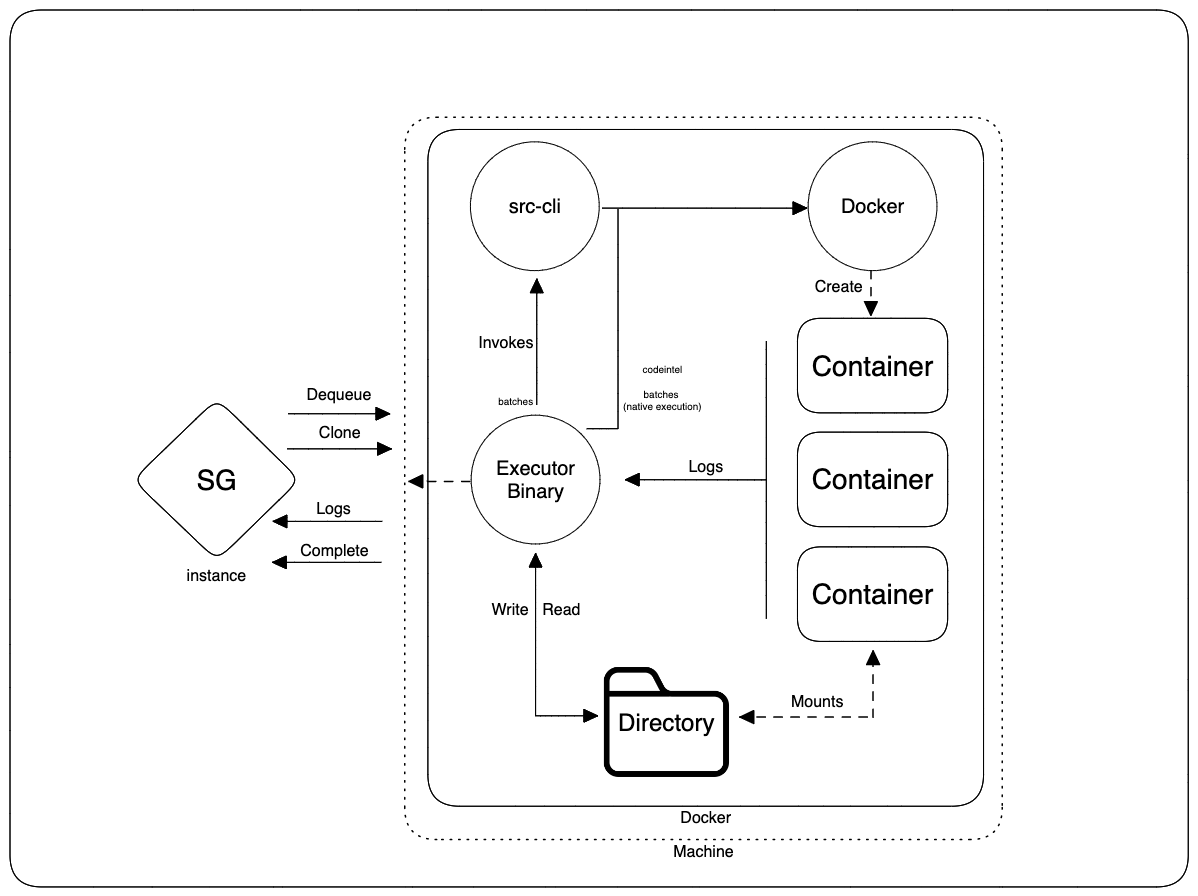 src-cli
Docker
Create
Invokes
Container
codeintel
batches
batches
(native execution)
Dequeue
Clone
SG
Executor
Binary
Logs
Container
Logs
Complete
instance
Container
Write
Read
Mounts
Directory
Docker
Machine